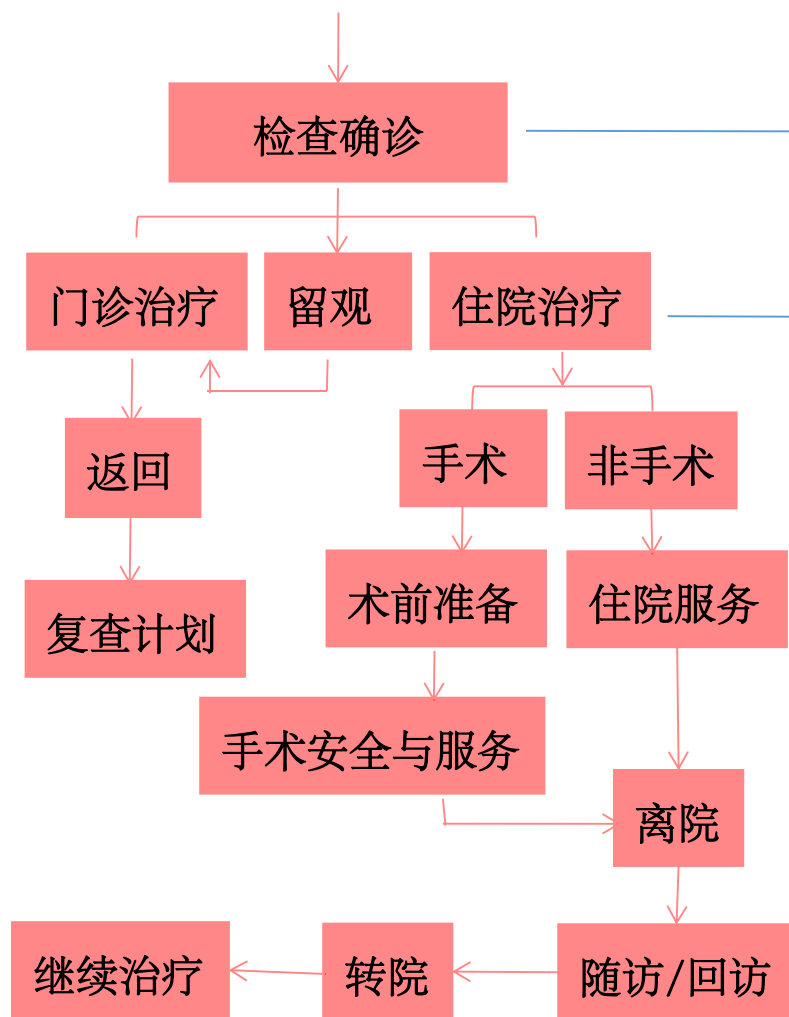 检查确诊
门诊治疗
留观
住院治疗
返回
手术
非手术
复查计划
术前准备
住院服务
手术安全与服务
离院
继续治疗
转院
随访/回访